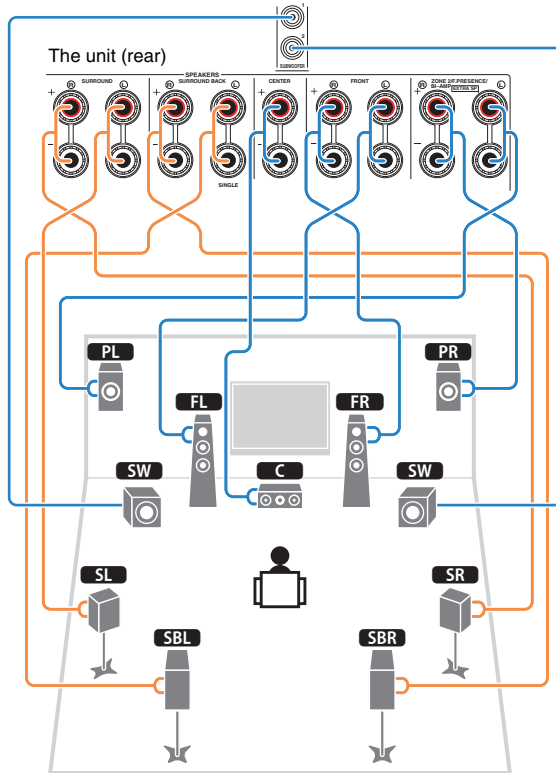 1
2
SUBWOOFER
The unit (rear)
SPEAKERS
R SURROUND L
R SURROUND BACK L
CENTER
R FRONT L
R ZONE 2/F.PRESENCE/ L
BI-AMP EXTRA SP
+ + + + +
- - - - -
SINGLE
PL
PR
FL
FR
SW
C
SW
SL
SR
SBL
SBR